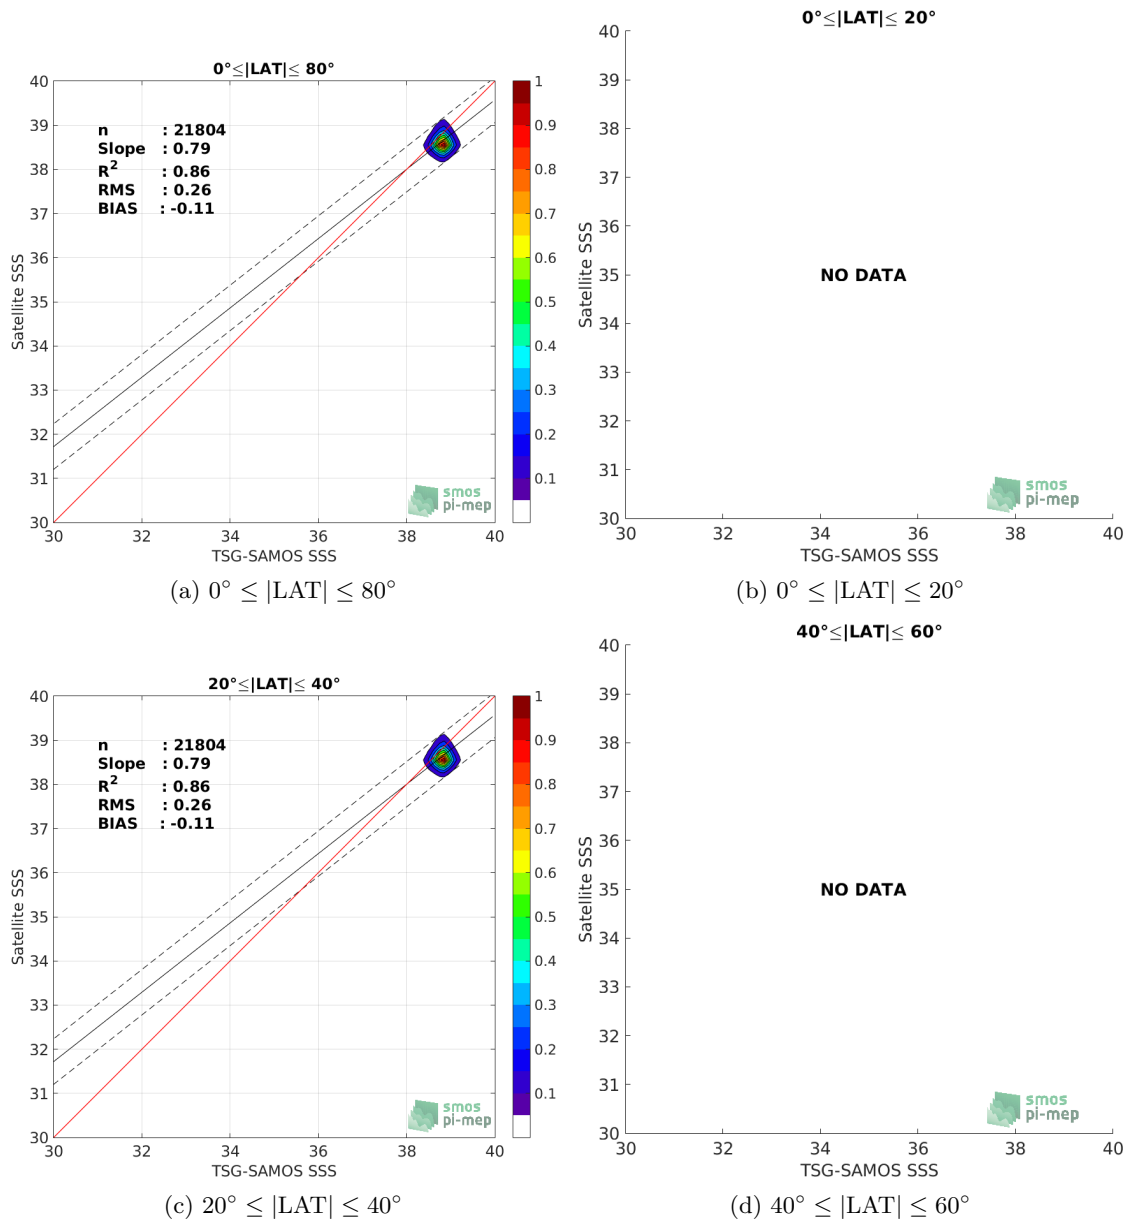 0°≤|LAT|≤ 80°
40
39
38
37
36
35
34
33
32
31
30
Satellite SSS
n : 21804
Slope : 0.79
R² : 0.86
RMS : 0.26
BIAS : -0.11
smos
pi-mep
30 32 34 36 38 40
TSG-SAMOS SSS
1
0.9
0.8
0.7
0.6
0.5
0.4
0.3
0.2
0.1
(a) 0° ≤ |LAT| ≤ 80°
0°≤|LAT|≤ 20°
40
39
38
37
36
35
34
33
32
31
30
Satellite SSS
NO DATA
smos
pi-mep
30 32 34 36 38 40
TSG-SAMOS SSS
(b) 0° ≤ |LAT| ≤ 20°
20°≤|LAT|≤ 40°
40
39
38
37
36
35
34
33
32
31
30
Satellite SSS
n : 21804
Slope : 0.79
R² : 0.86
RMS : 0.26
BIAS : -0.11
smos
pi-mep
30 32 34 36 38 40
TSG-SAMOS SSS
1
0.9
0.8
0.7
0.6
0.5
0.4
0.3
0.2
0.1
(c) 20° ≤ |LAT| ≤ 40°
40°≤|LAT|≤ 60°
40
39
38
37
36
35
34
33
32
31
30
Satellite SSS
NO DATA
smos
pi-mep
30 32 34 36 38 40
TSG-SAMOS SSS
(d) 40° ≤ |LAT| ≤ 60°